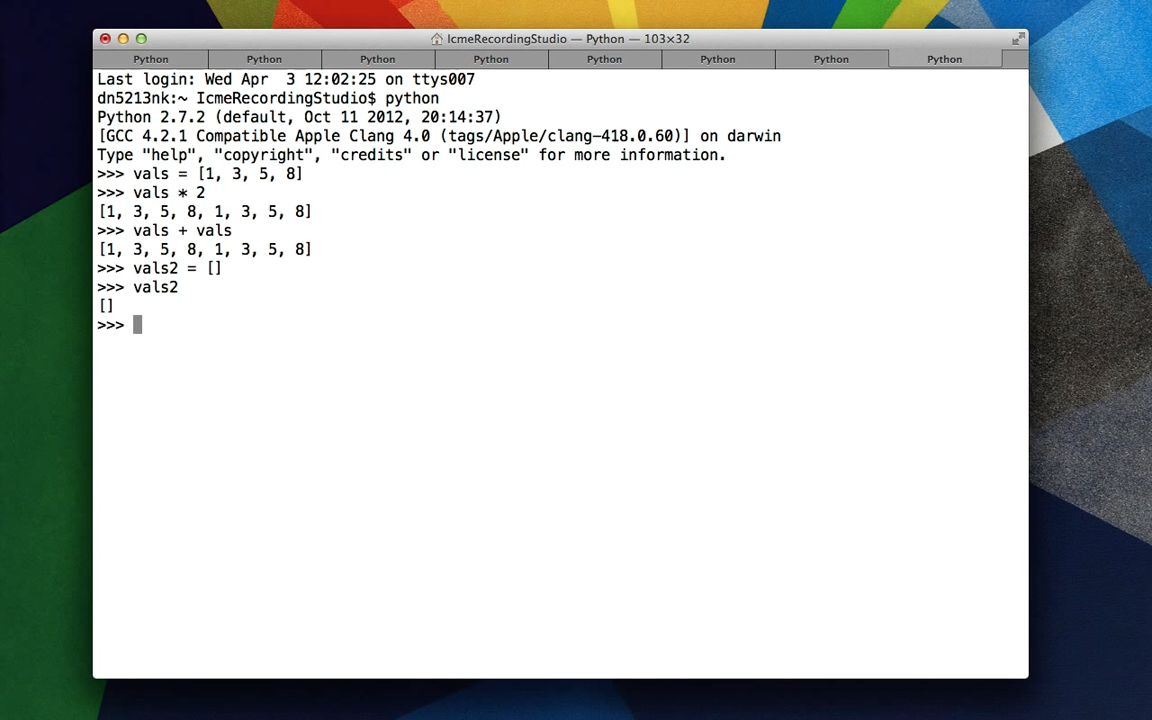 IcmeRecordingStudio — Python — 103×32
Python Python Python Python Python Python Python Python
Last login: Wed Apr  3 12:02:25 on ttys007
dn5213nk:~ IcmeRecordingStudio$ python
Python 2.7.2 (default, Oct 11 2012, 20:14:37)
[GCC 4.2.1 Compatible Apple Clang 4.0 (tags/Apple/clang-418.0.60)] on darwin
Type "help", "copyright", "credits" or "license" for more information.
>>> vals = [1, 3, 5, 8]
>>> vals * 2
[1, 3, 5, 8, 1, 3, 5, 8]
>>> vals + vals
[1, 3, 5, 8, 1, 3, 5, 8]
>>> vals2 = []
>>> vals2
[]
>>>